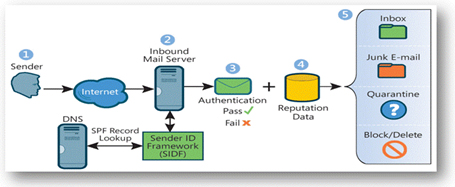 1
Sender
Internet
2
Inbound
Mail Server
3
Authentication
Pass ✓
Fail ✗
+
4
Reputation
Data
5
Inbox
Junk E-mail
Quarantine
?
Block/Delete
DNS
SPF Record
Lookup
Sender ID
Framework
(SIDF)